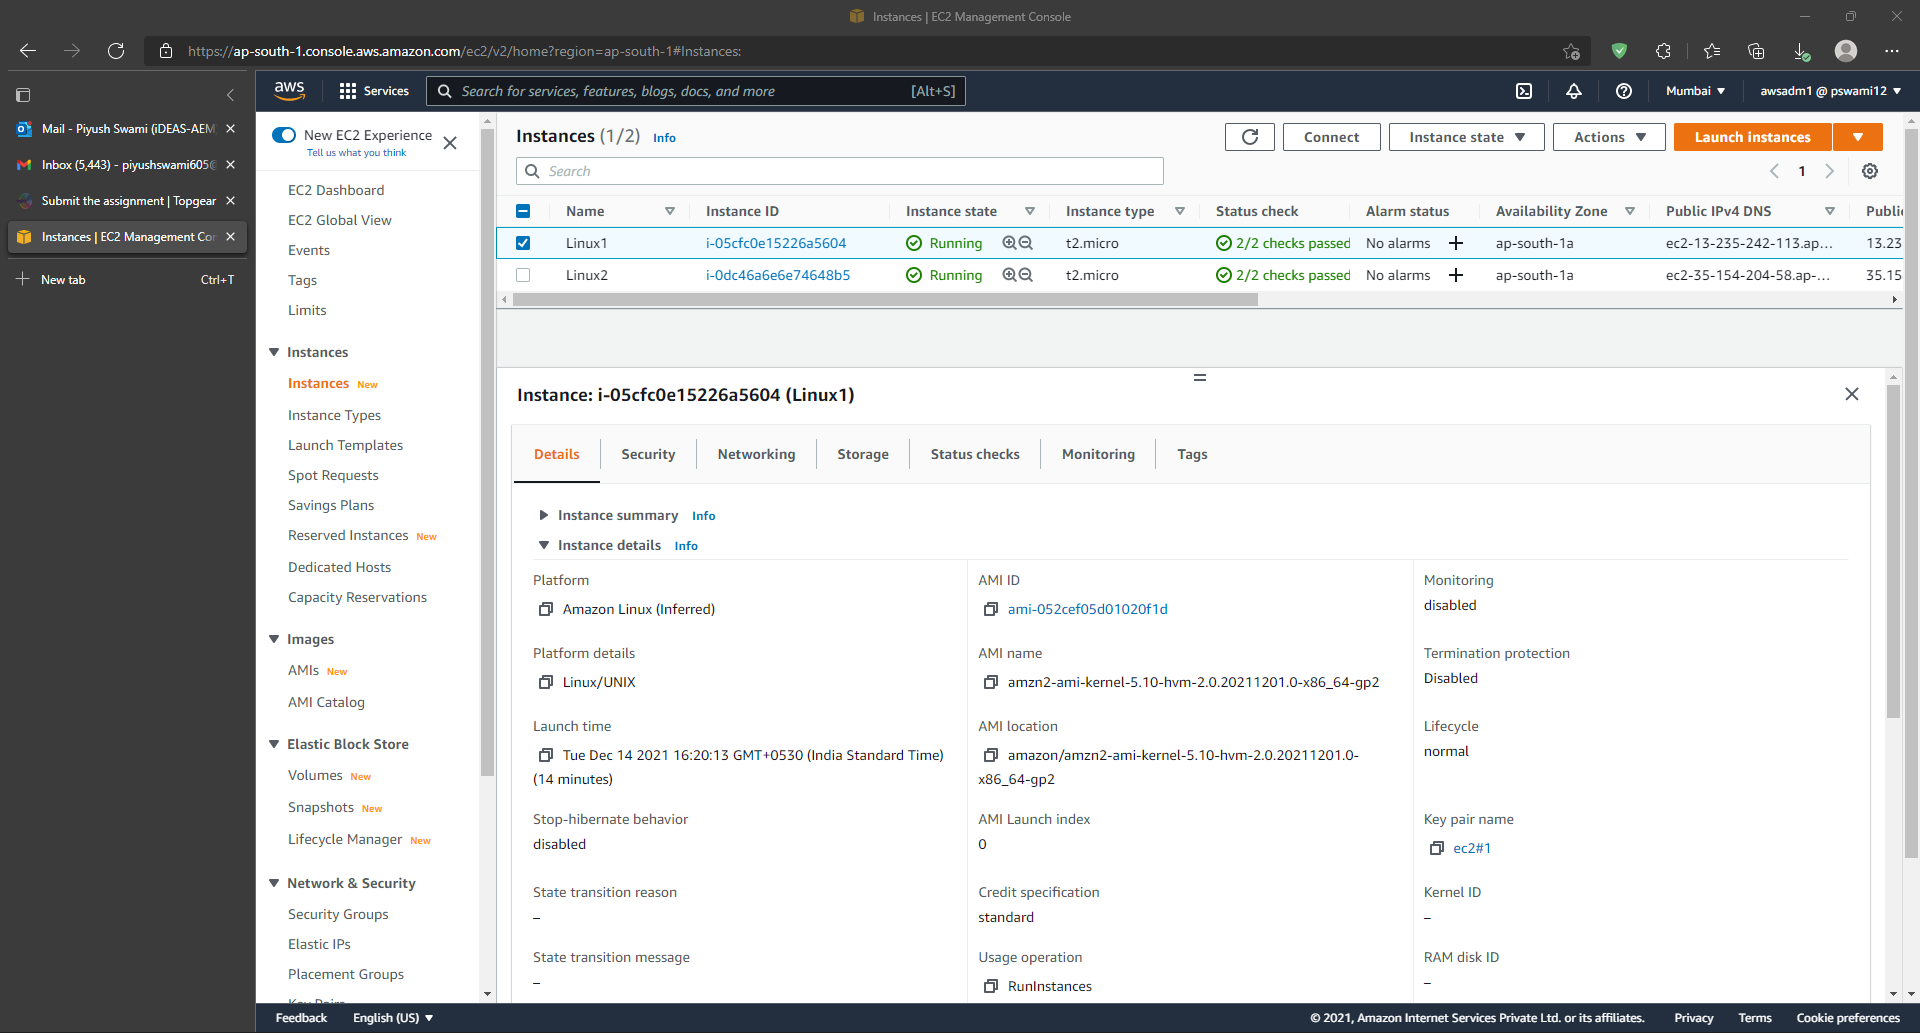 Instances | EC2 Management Console
https://ap-south-1.console.aws.amazon.com/ec2/v2/home?region=ap-south-1#Instances:
Mail - Piyush Swami (iDEAS-AEM
Inbox (5,443) - piyushswami605@
Submit the assignment | Topgear
Instances | EC2 Management Co
New tab Ctrl+T
aws Services Search for services, features, blogs, docs, and more [Alt+S] Mumbai awsadm1 @ pswami12
New EC2 Experience
Tell us what you think
EC2 Dashboard
EC2 Global View
Events
Tags
Limits
Instances
Instances New
Instance Types
Launch Templates
Spot Requests
Savings Plans
Reserved Instances New
Dedicated Hosts
Capacity Reservations
Images
AMIs New
AMI Catalog
Elastic Block Store
Volumes New
Snapshots New
Lifecycle Manager New
Network & Security
Security Groups
Elastic IPs
Placement Groups
Key Pairs
Instances (1/2) Info Connect Instance state Actions Launch instances
Search 1
Name Instance ID Instance state Instance type Status check Alarm status Availability Zone Public IPv4 DNS Publi
Linux1 i-05cfc0e15226a5604 Running t2.micro 2/2 checks passed No alarms + ap-south-1a ec2-13-235-242-113.ap... 13.23
Linux2 i-0dc46a6e6e74648b5 Running t2.micro 2/2 checks passed No alarms + ap-south-1a ec2-35-154-204-58.ap-... 35.15
Instance: i-05cfc0e15226a5604 (Linux1)
Details Security Networking Storage Status checks Monitoring Tags
Instance summary Info
Instance details Info
Platform AMI ID Monitoring
Amazon Linux (Inferred) ami-052cef05d01020f1d disabled
Platform details AMI name Termination protection
Linux/UNIX amzn2-ami-kernel-5.10-hvm-2.0.20211201.0-x86_64-gp2 Disabled
Launch time AMI location Lifecycle
Tue Dec 14 2021 16:20:13 GMT+0530 (India Standard Time) amazon/amzn2-ami-kernel-5.10-hvm-2.0.20211201.0- normal
(14 minutes) x86_64-gp2
Stop-hibernate behavior AMI Launch index Key pair name
disabled 0 ec2#1
State transition reason Credit specification Kernel ID
– standard –
State transition message Usage operation RAM disk ID
– RunInstances –
Feedback English (US) © 2021, Amazon Internet Services Private Ltd. or its affiliates. Privacy Terms Cookie preferences